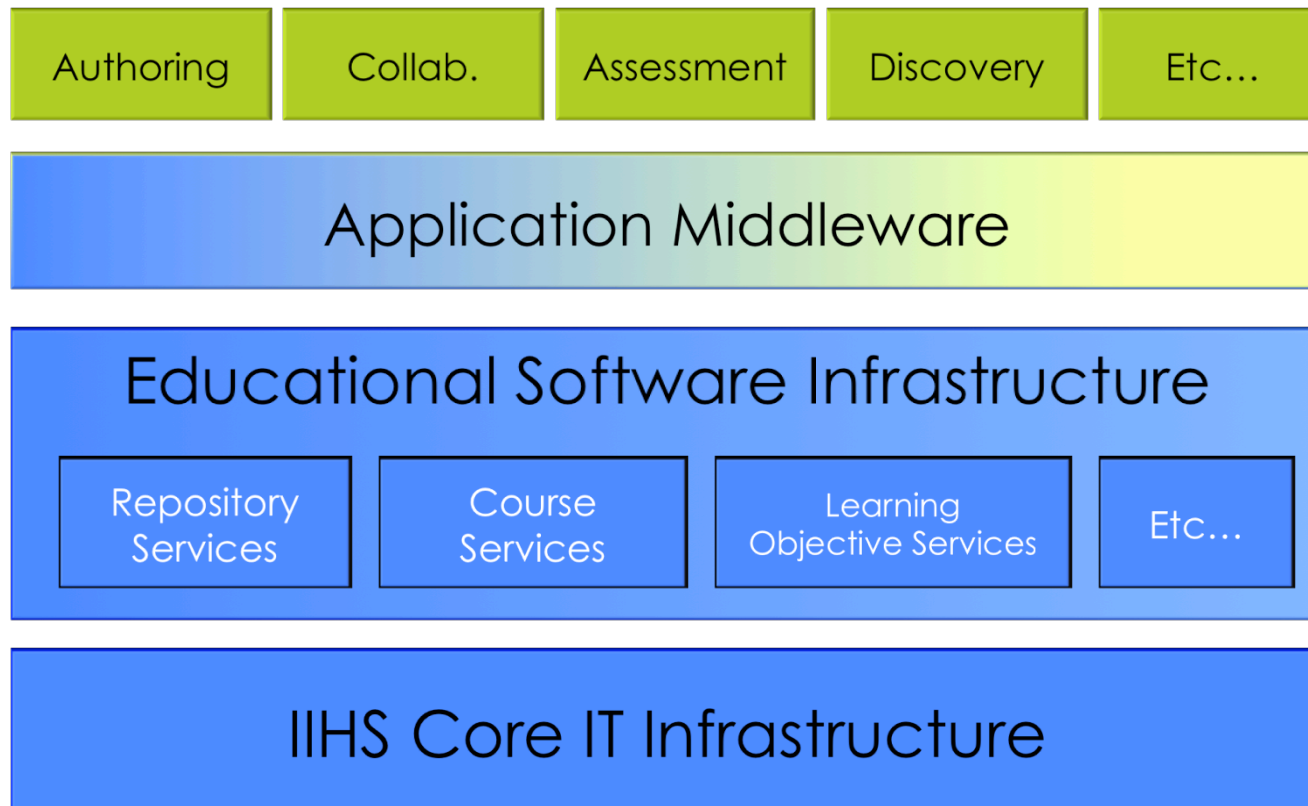 Authoring
Collab.
Assessment
Discovery
Etc...
Application Middleware
Educational Software Infrastructure
Repository
Services
Course
Services
Learning
Objective Services
Etc...
IIHS Core IT Infrastructure